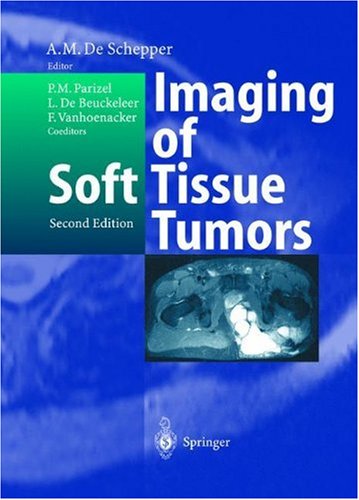 A.M. De Schepper
Editor
P.M. Parizel
L. De Beuckeleer
F. Vanhoenacker
Coeditors
Imaging
of
Soft Tissue
Second Edition
Tumors
Springer